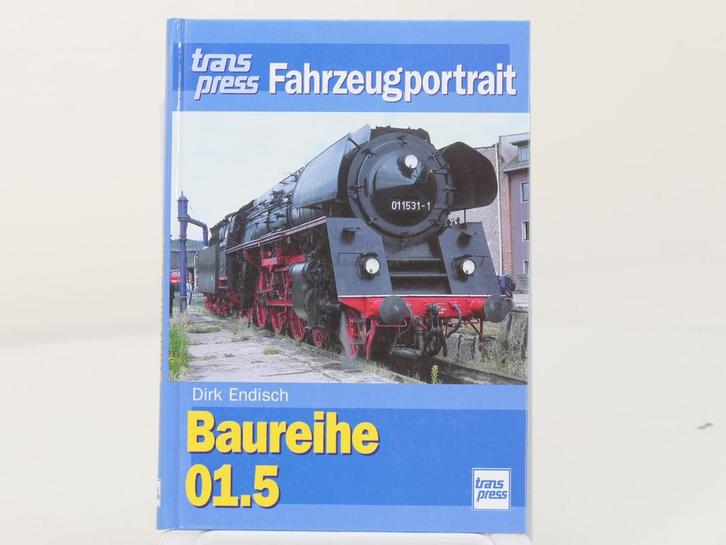 trans
press Fahrzeugportrait
011531-1
Dirk Endisch
Baureihe
01.5
trans
press